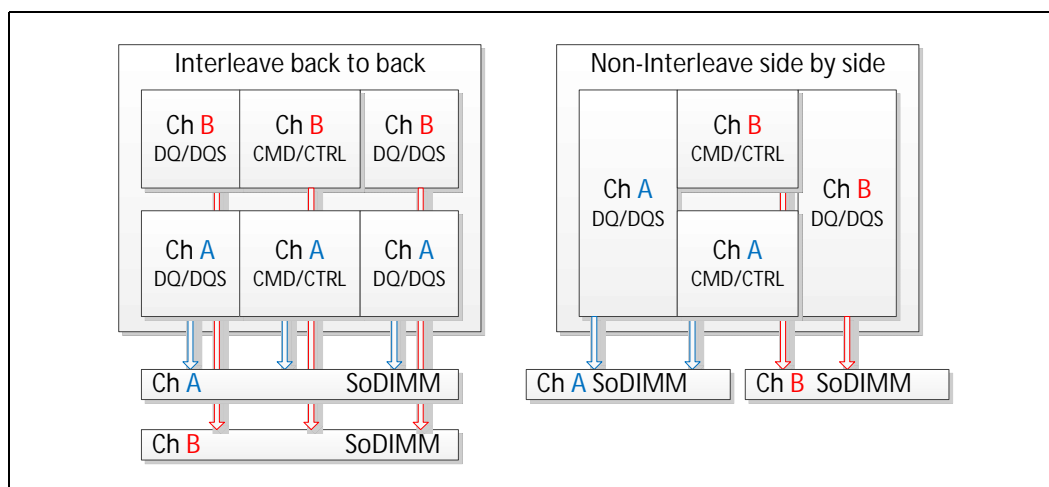 Interleave back to back
Ch B
DQ/DQS
Ch B
CMD/CTRL
Ch B
DQ/DQS
Ch A
DQ/DQS
Ch A
CMD/CTRL
Ch A
DQ/DQS
Ch A SoDIMM
Ch B SoDIMM
Non-Interleave side by side
Ch A
DQ/DQS
Ch B
CMD/CTRL
Ch A
CMD/CTRL
Ch B
DQ/DQS
Ch A SoDIMM
Ch B SoDIMM